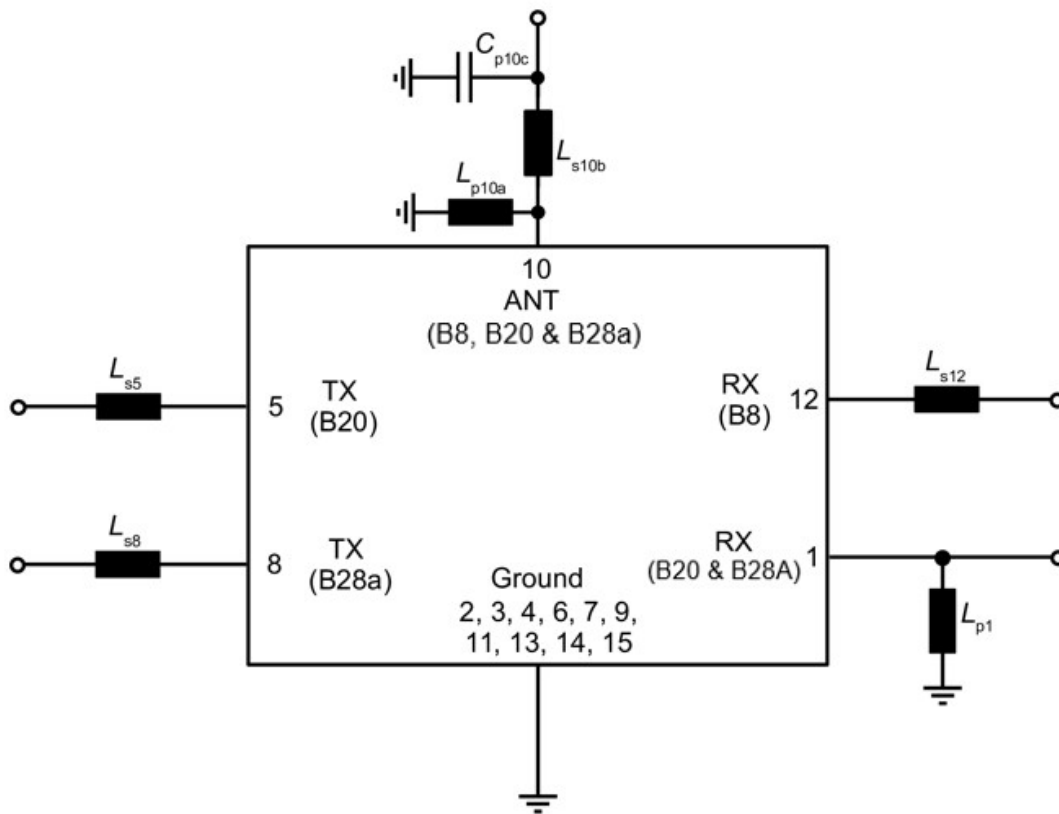 Cp10c
Ls10b
Lp10a
10
ANT
(B8, B20 & B28a)
Ls5
5
TX
(B20)
RX
(B8)
12
Ls12
Ls8
8
TX
(B28a)
RX
(B20 & B28A)
1
Lp1
Ground
2, 3, 4, 6, 7, 9,
11, 13, 14, 15